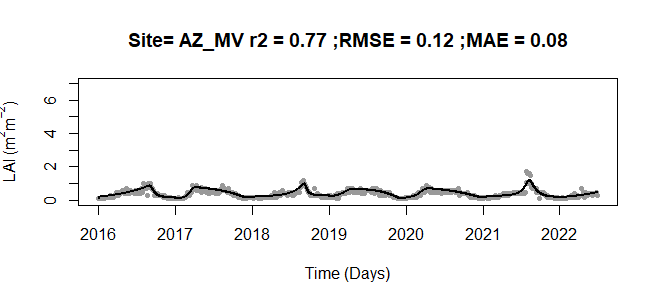 Site= AZ_MV r2 = 0.77 ;RMSE = 0.12 ;MAE = 0.08
LAI (m²m⁻²)
6
4
2
0
2016 2017 2018 2019 2020 2021 2022
Time (Days)